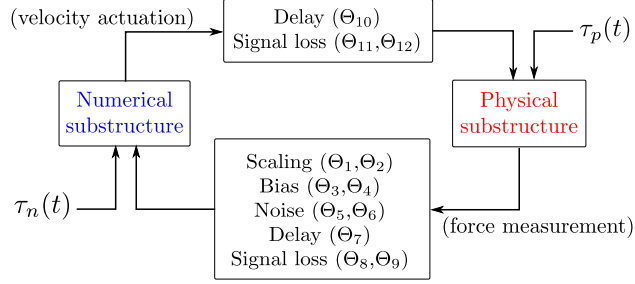 (velocity actuation)
Delay (Θ₁₀)
Signal loss (Θ₁₁,Θ₁₂)
τₚ(t)
Numerical
substructure
Physical
substructure
Scaling (Θ₁,Θ₂)
Bias (Θ₃,Θ₄)
Noise (Θ₅,Θ₆)
Delay (Θ₇)
Signal loss (Θ₈,Θ₉)
τₙ(t)
(force measurement)